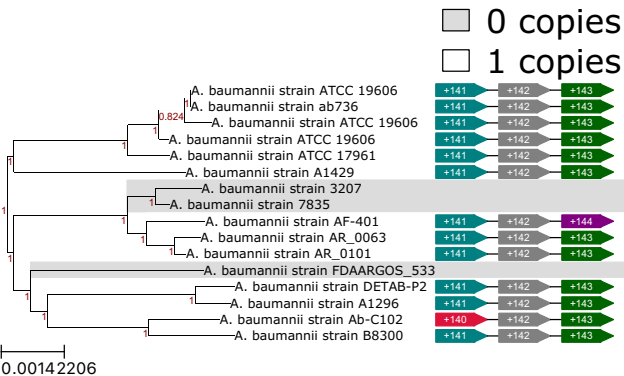 0 copies
1 copies
A. baumannii strain ATCC 19606 +141 +142 +143
1
A. baumannii strain ab736 +141 +142 +143
0.824
A. baumannii strain ATCC 19606 +141 +142 +143
1
A. baumannii strain ATCC 19606 +141 +142 +143
1
A. baumannii strain ATCC 17961 +141 +142 +143
1
A. baumannii strain A1429 +141 +142 +143
A. baumannii strain 3207
1
A. baumannii strain 7835
1
A. baumannii strain AF-401 +141 +142 +144
1
A. baumannii strain AR_0063 +141 +142 +143
1
A. baumannii strain AR_0101 +141 +142 +143
1
A. baumannii strain FDAARGOS_533
1
A. baumannii strain DETAB-P2 +141 +142 +143
1
A. baumannii strain A1296 +141 +142 +143
1
A. baumannii strain Ab-C102 +140 +142 +143
1
A. baumannii strain B8300 +141 +142 +143
0.00142206